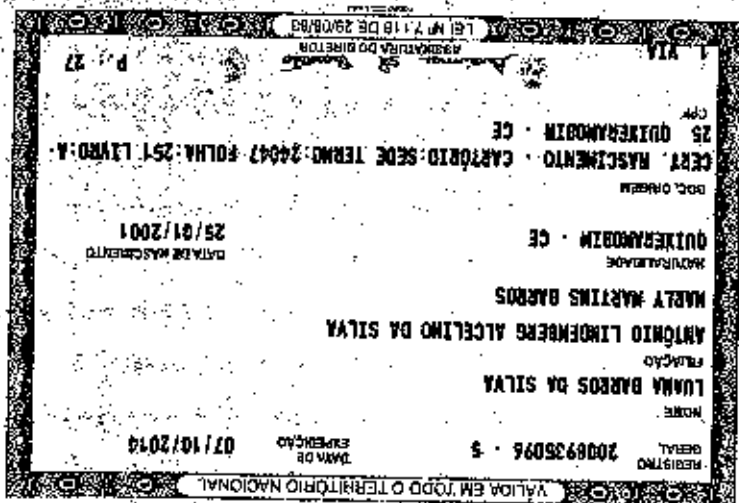 VÁLIDA EM TODO O TERRITÓRIO NACIONAL
REGISTRO GERAL 2008935096 - 5 DATA DE EXPEDIÇÃO 07/10/2014
NOME
LUANA BARROS DA SILVA
FILIAÇÃO
ANTÔNIO LINDENBERG ALCELINO DA SILVA
MARLY MARTINS BARROS
NATURALIDADE DATA DE NASCIMENTO
QUIXERAMOBIM - CE 25/01/2001
DOC. ORIGEM
CERT. NASCIMENTO - CARTÓRIO:SEDE TERMO:24047 FOLHA:251 LIVRO:A-
25 QUIXERAMOBIM - CE
CPF
1 VIA P. 27
ASSINATURA DO DIRETOR
LEI Nº 7.116 DE 29/08/83